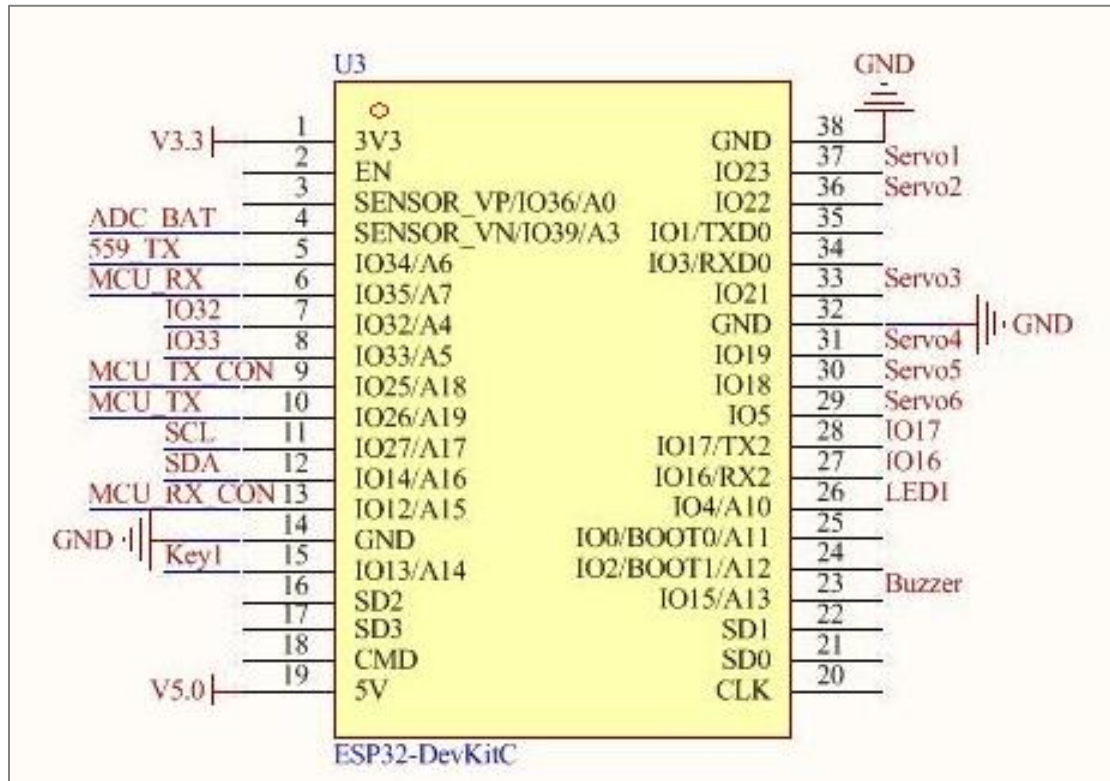 U3
GND
V3.3 1 3V3 GND 38
2 EN IO23 37 Servo1
3 SENSOR_VP/IO36/A0 IO22 36 Servo2
ADC_BAT 4 SENSOR_VN/IO39/A3 IO1/TXD0 35
559_TX 5 IO34/A6 IO3/RXD0 34
MCU_RX 6 IO35/A7 IO21 33 Servo3
IO32 7 IO32/A4 GND 32 GND
IO33 8 IO33/A5 IO19 31 Servo4
MCU_TX_CON 9 IO25/A18 IO18 30 Servo5
MCU_TX 10 IO26/A19 IO5 29 Servo6
SCL 11 IO27/A17 IO17/TX2 28 IO17
SDA 12 IO14/A16 IO16/RX2 27 IO16
MCU_RX_CON 13 IO12/A15 IO4/A10 26 LED1
GND 14 GND IO0/BOOT0/A11 25
Key1 15 IO13/A14 IO2/BOOT1/A12 24
16 SD2 IO15/A13 23 Buzzer
17 SD3 SD1 22
18 CMD SD0 21
V5.0 19 5V CLK 20
ESP32-DevKitC